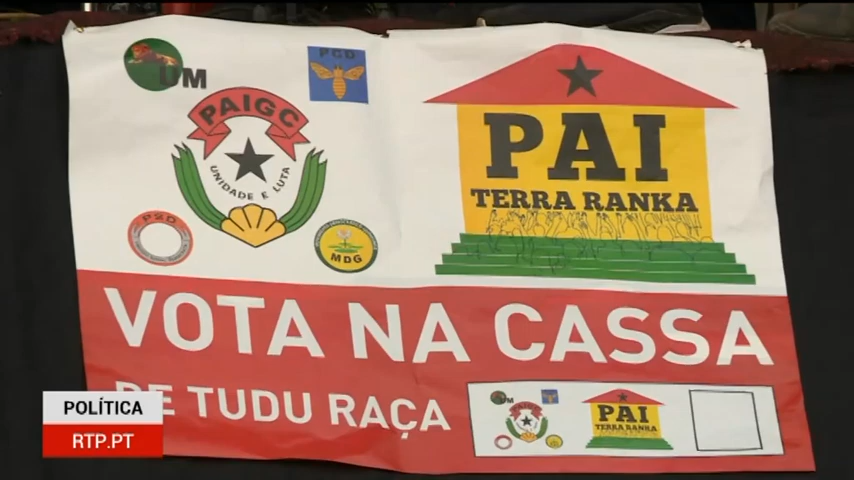 UM
PCD
PAIGC
UNIDADE E LUTA
PSD
MDG
PAI
TERRA RANKA
VOTA NA CASSA
DE TUDU RAÇA
PAI
TERRA RANKA
POLÍTICA
RTP.PT